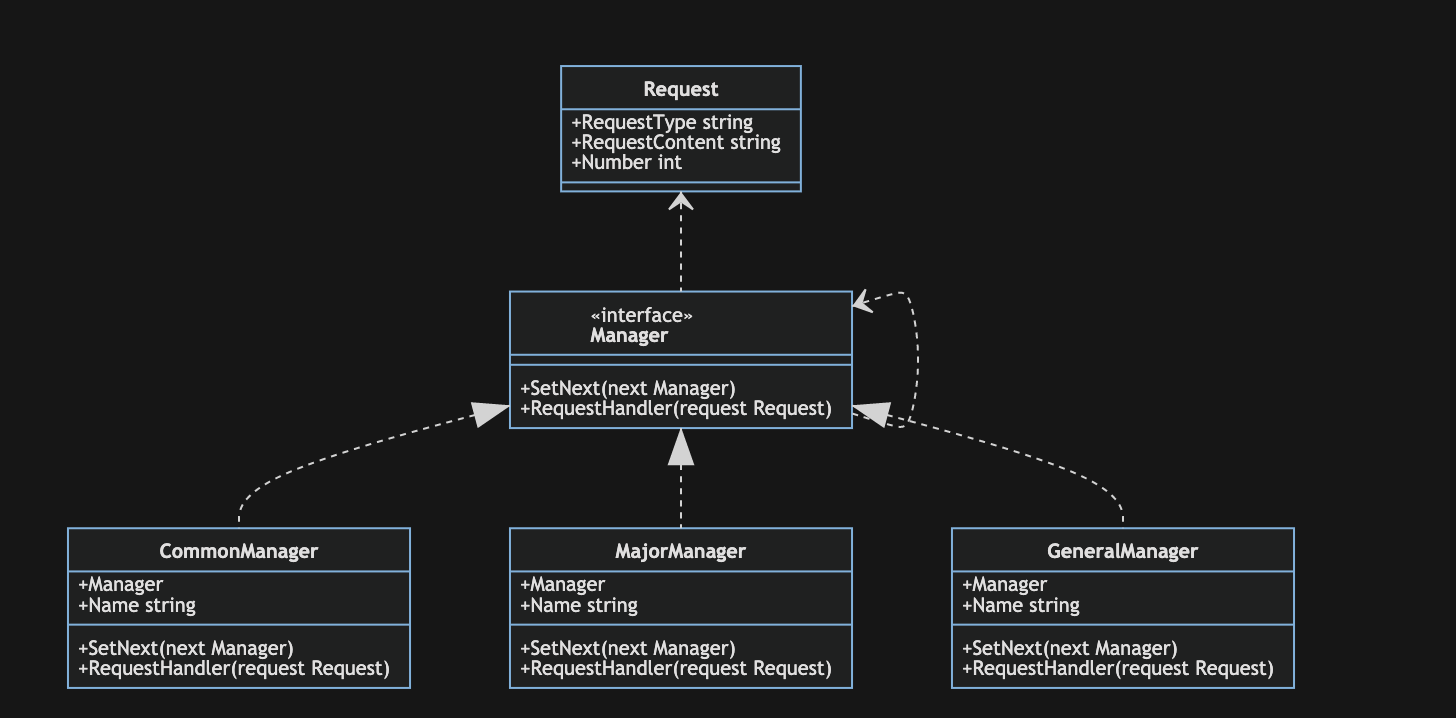 Request
+RequestType string
+RequestContent string
+Number int
«interface»
Manager
+SetNext(next Manager)
+RequestHandler(request Request)
CommonManager
+Manager
+Name string
+SetNext(next Manager)
+RequestHandler(request Request)
MajorManager
+Manager
+Name string
+SetNext(next Manager)
+RequestHandler(request Request)
GeneralManager
+Manager
+Name string
+SetNext(next Manager)
+RequestHandler(request Request)